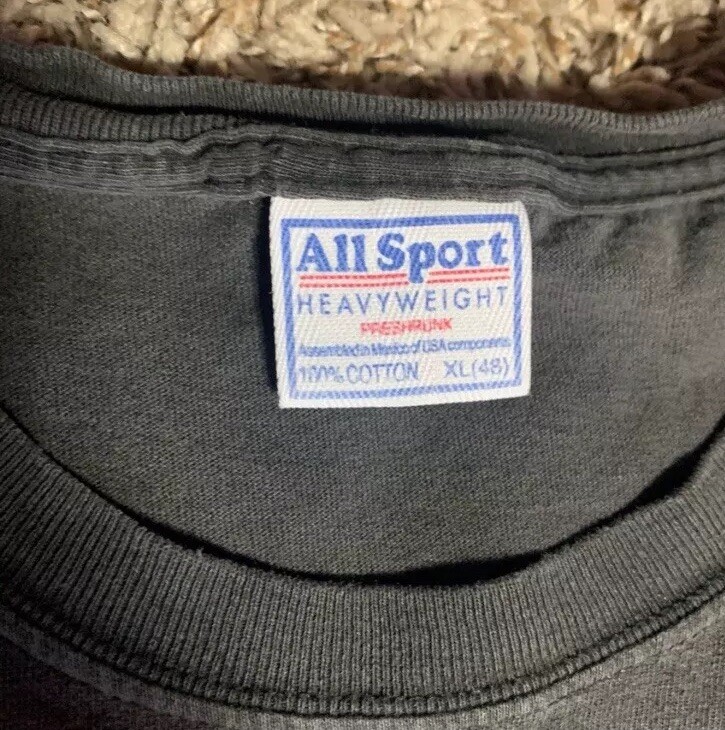 All Sport
HEAVYWEIGHT
PRESHRUNK
Assembled in Mexico of USA components
100% COTTON XL (48)